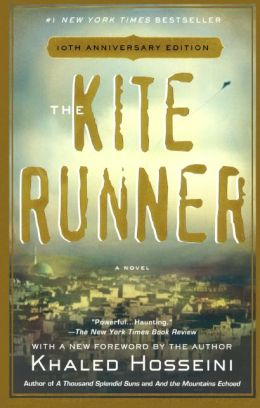 #1 NEW YORK TIMES BESTSELLER
10TH ANNIVERSARY EDITION
THE KITE
RUNNER
A NOVEL
"Powerful...Haunting."
—The New York Times Book Review
WITH A NEW FOREWORD BY THE AUTHOR
KHALED HOSSEINI
Author of A Thousand Splendid Suns and And the Mountains Echoed